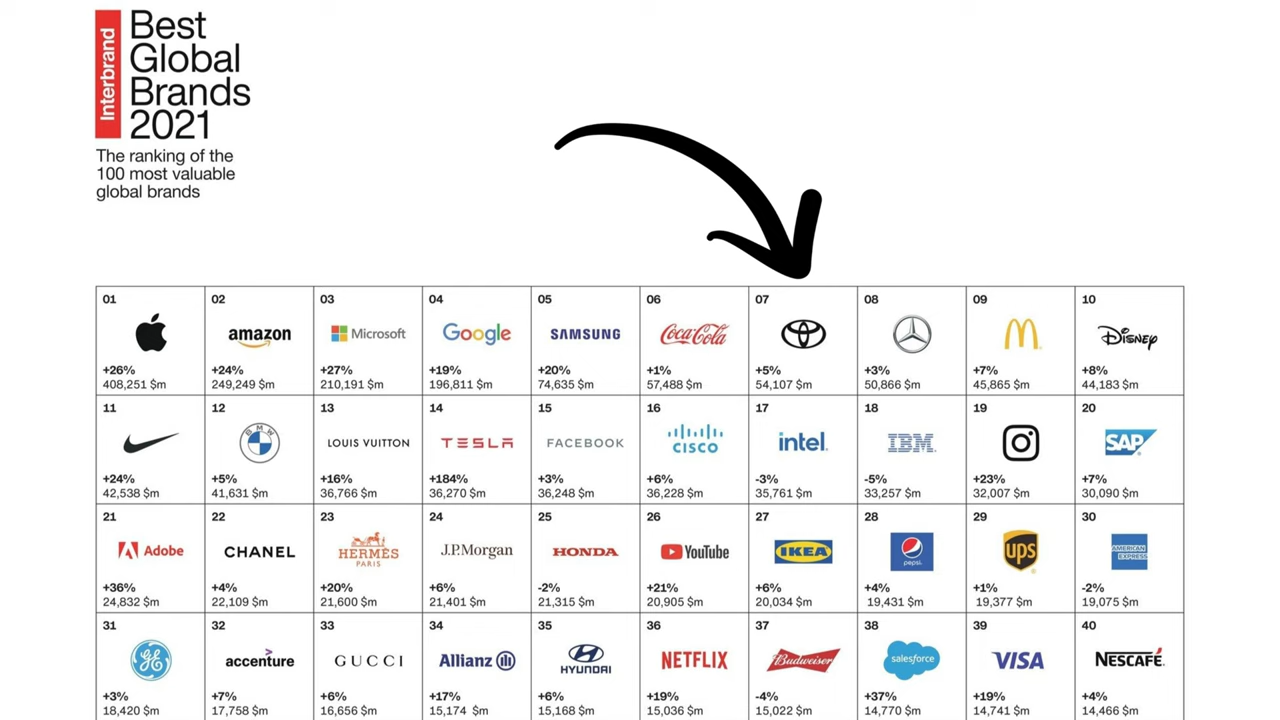 Interbrand
Best
Global
Brands
2021
The ranking of the
100 most valuable
global brands
01 02 03 04 05 06 07 08 09 10
amazon Microsoft Google SAMSUNG Coca-Cola M Disney
+26% +24% +27% +19% +20% +1% +5% +3% +7% +8%
408,251 $m 249,249 $m 210,191 $m 196,811 $m 74,635 $m 57,488 $m 54,107 $m 50,866 $m 45,865 $m 44,183 $m
11 12 13 14 15 16 17 18 19 20
BMW LOUIS VUITTON TESLA FACEBOOK CISCO intel. IBM SAP
+24% +5% +16% +184% +3% +6% -3% -5% +23% +7%
42,538 $m 41,631 $m 36,766 $m 36,270 $m 36,248 $m 36,228 $m 35,761 $m 33,257 $m 32,007 $m 30,090 $m
21 22 23 24 25 26 27 28 29 30
Adobe CHANEL HERMÈS PARIS J.P.Morgan HONDA YouTube IKEA pepsi ups AMERICAN EXPRESS
+36% +4% +20% +6% -2% +21% +6% +4% +1% -2%
24,832 $m 22,109 $m 21,600 $m 21,401 $m 21,315 $m 20,905 $m 20,034 $m 19,431 $m 19,377 $m 19,075 $m
31 32 33 34 35 36 37 38 39 40
GE accenture GUCCI Allianz HYUNDAI NETFLIX Budweiser salesforce VISA NESCAFÉ
+3% +7% +6% +17% +6% +19% -4% +37% +19% +4%
18,420 $m 17,758 $m 16,656 $m 15,174 $m 15,168 $m 15,036 $m 15,022 $m 14,770 $m 14,741 $m 14,466 $m